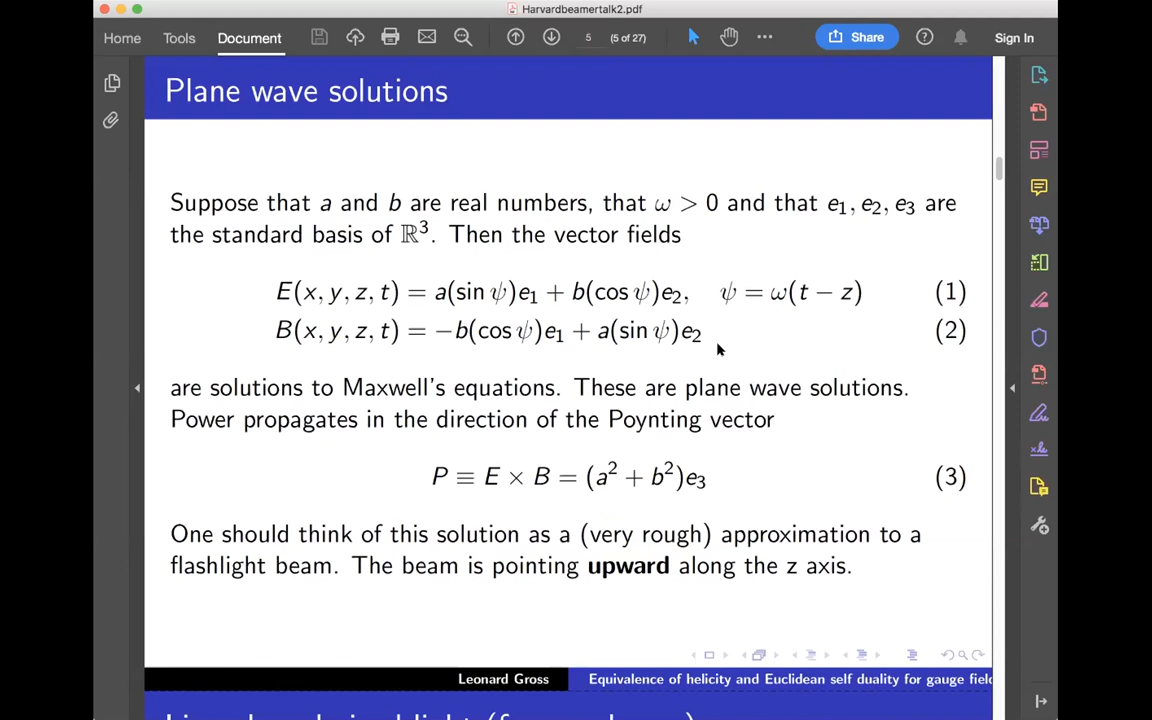 Harvardbeamertalk2.pdf
Home Tools Document 5 (5 of 27) Share Sign In
Plane wave solutions
Suppose that a and b are real numbers, that ω > 0 and that e₁, e₂, e₃ are
the standard basis of ℝ³. Then the vector fields
E(x, y, z, t) = a(sin ψ)e₁ + b(cos ψ)e₂, ψ = ω(t − z) (1)
B(x, y, z, t) = −b(cos ψ)e₁ + a(sin ψ)e₂ (2)
are solutions to Maxwell's equations. These are plane wave solutions.
Power propagates in the direction of the Poynting vector
P ≡ E × B = (a² + b²)e₃ (3)
One should think of this solution as a (very rough) approximation to a
flashlight beam. The beam is pointing upward along the z axis.
Leonard Gross Equivalence of helicity and Euclidean self duality for gauge field